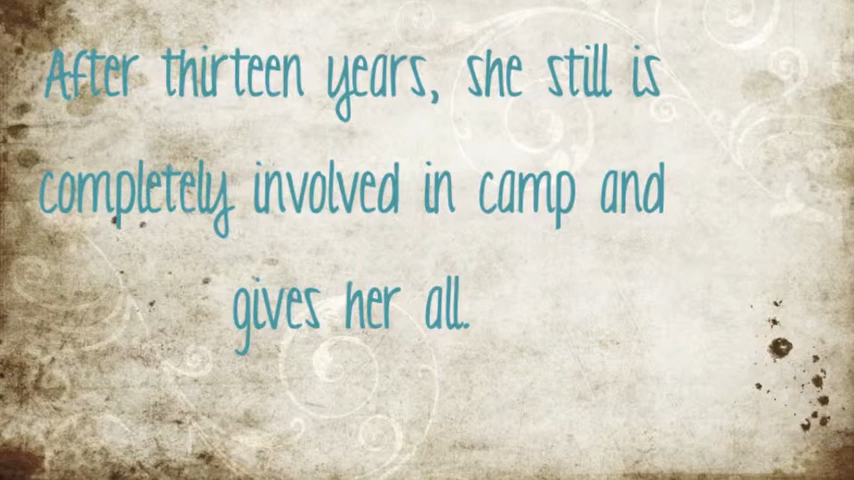 After thirteen years, she still is
completely involved in camp and
gives her all.